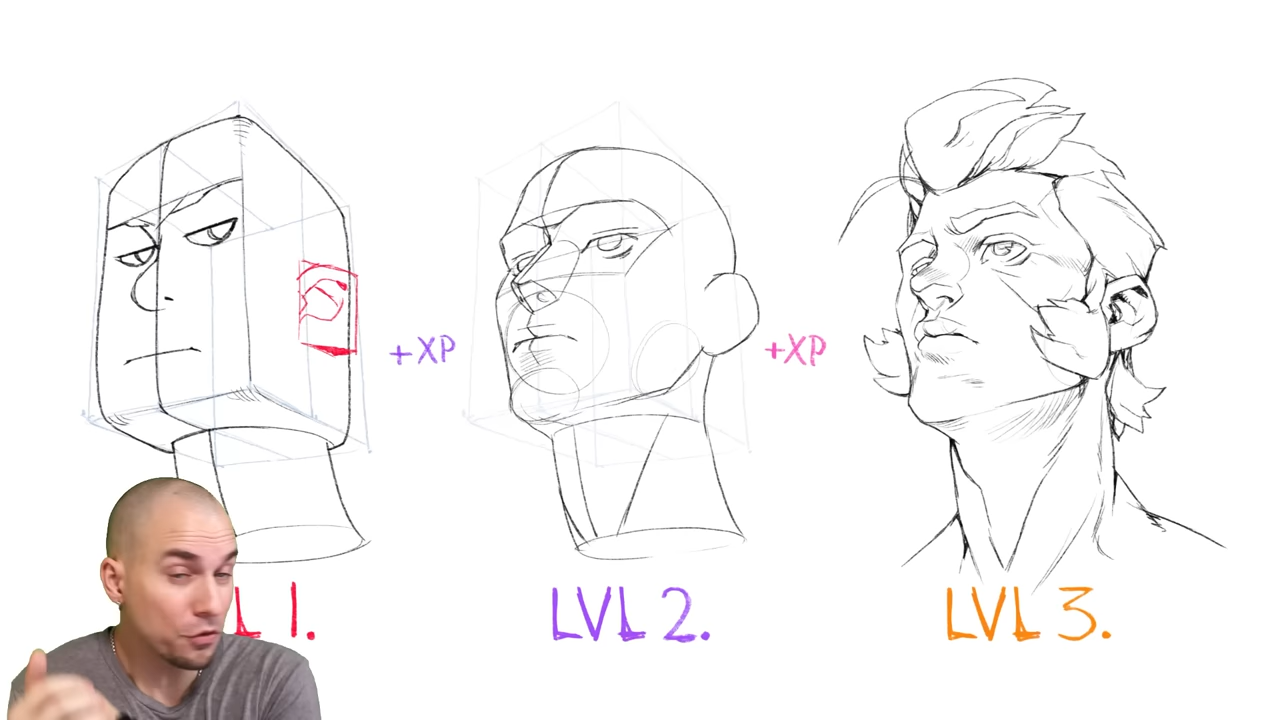 +XP
+XP
L 1.
LVL 2.
LVL 3.